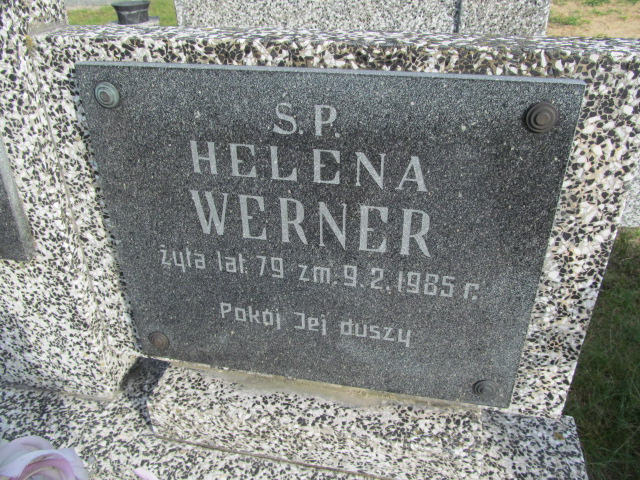 Ś.P.
HELENA
WERNER
żyła lat 79 zm. 9.2.1985 r.
Pokój Jej duszy